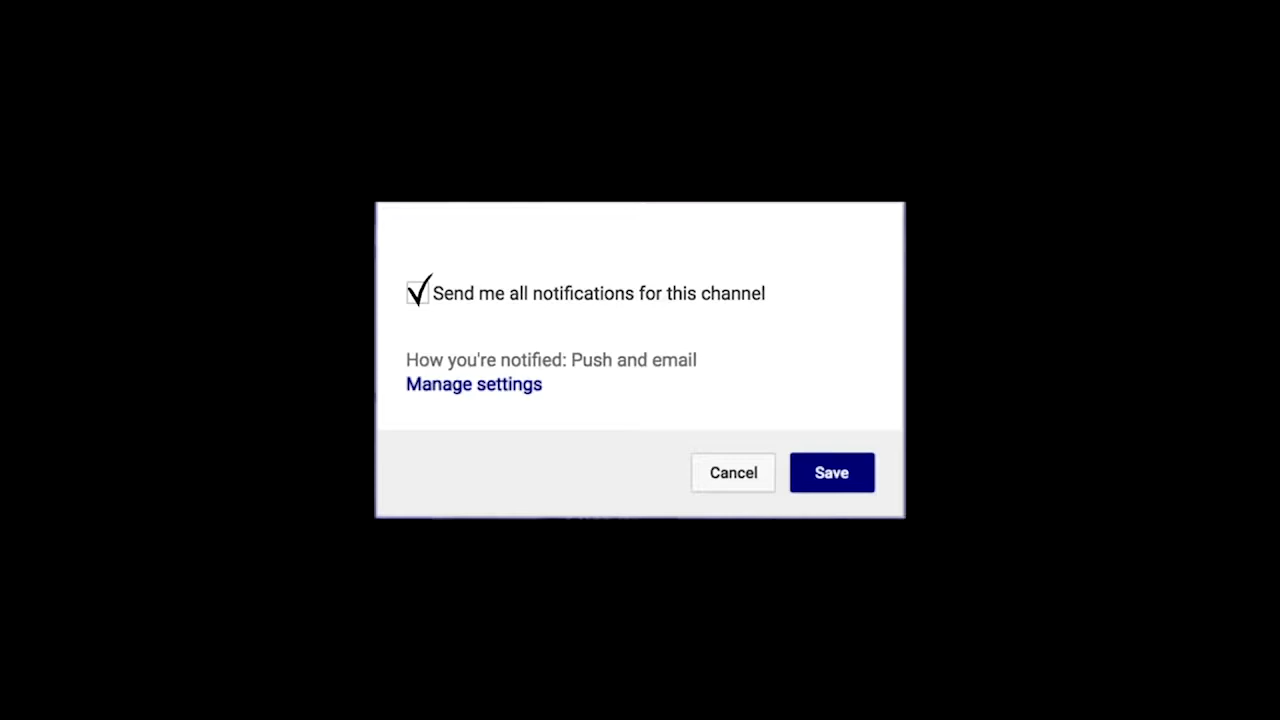 Send me all notifications for this channel
How you're notified: Push and email
Manage settings
Cancel
Save